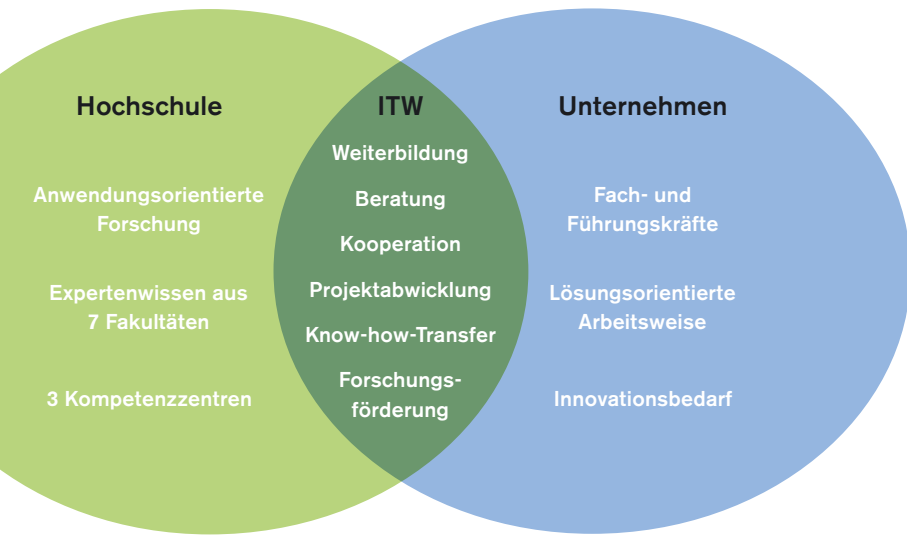 Hochschule
Anwendungsorientierte
Forschung
Expertenwissen aus
7 Fakultäten
3 Kompetenzzentren
ITW
Weiterbildung
Beratung
Kooperation
Projektabwicklung
Know-how-Transfer
Forschungs-
förderung
Unternehmen
Fach- und
Führungskräfte
Lösungsorientierte
Arbeitsweise
Innovationsbedarf